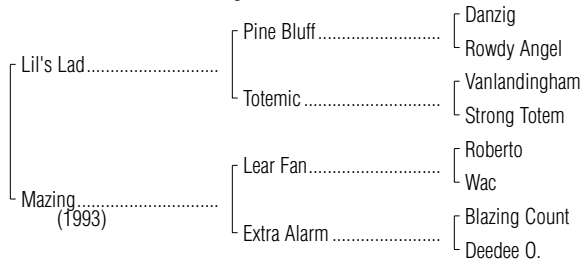 Danzig
Pine Bluff
Rowdy Angel
Lil's Lad
Vanlandingham
Totemic
Strong Totem
Roberto
Lear Fan
Wac
Mazing
(1993)
Blazing Count
Extra Alarm
Deedee O.